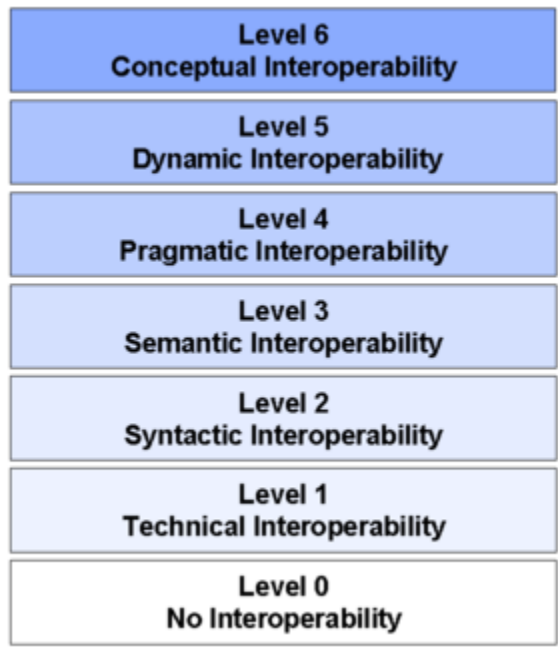 Level 6
Conceptual Interoperability
Level 5
Dynamic Interoperability
Level 4
Pragmatic Interoperability
Level 3
Semantic Interoperability
Level 2
Syntactic Interoperability
Level 1
Technical Interoperability
Level 0
No Interoperability